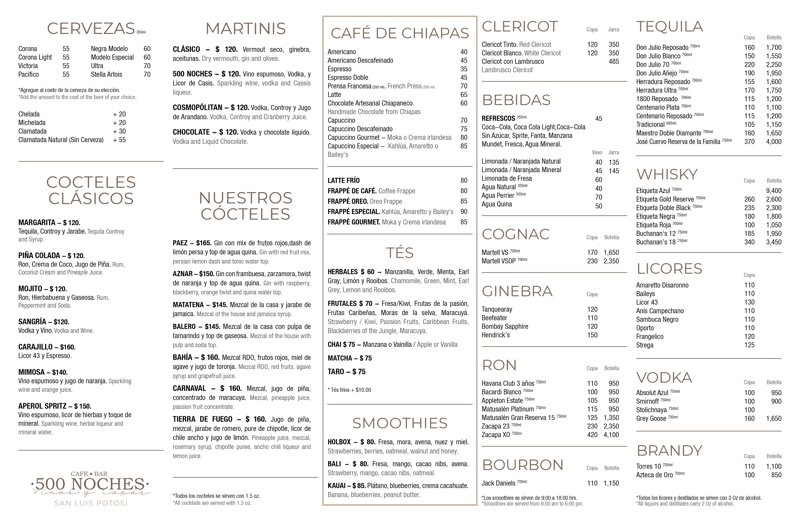 CERVEZAS 355ml
Corona 55
Corona Light 55
Victoria 55
Pacífico 55
Negra Modelo 60
Modelo Especial 60
Ultra 70
Stella Artois 70
*Agregue al costo de la cerveza de su elección.
*Add the amount to the cost of the beer of your choice.
Chelada + 20
Michelada + 20
Clamatada + 30
Clamatada Natural (Sin Cerveza) + 55
COCTELES
CLÁSICOS
MARGARITA – $ 120.
Tequila, Controy y Jarabe. Tequila Controy
and Syrup.
PIÑA COLADA – $ 120.
Ron, Crema de Coco, Jugo de Piña. Rum,
Coconut Cream and Pineapple Juice.
MOJITO – $ 120.
Ron, Hierbabuena y Gaseosa. Rum,
Peppermint and Soda.
SANGRÍA – $120.
Vodka y Vino. Vodka and Wine.
CARAJILLO – $160.
Licor 43 y Espresso.
MIMOSA – $140.
Vino espumoso y jugo de naranja. Sparkling
wine and orange juice.
APEROL SPRITZ – $ 150.
Vino espumoso, licor de hierbas y toque de
mineral. Sparkling wine, herbal liqueur and
mineral water.
CAFE • BAR
·500 NOCHES·
Vicos y copas
SAN LUIS POTOSÍ
MARTINIS
CLÁSICO – $ 120. Vermout seco, ginebra,
aceitunas. Dry vermouth, gin and olives.
500 NOCHES – $ 120. Vino espumoso, Vodka, y
Licor de Casis. Sparkling wine, vodka and Cassis
liqueur.
COSMOPÓLITAN – $ 120. Vodka, Controy y Jugo
de Arandano. Vodka, Controy and Cranberry Juice.
CHOCOLATE – $ 120. Vodka y chocolate líquido.
Vodka and Liquid Chocolate.
NUESTROS
CÓCTELES
PAEZ – $165. Gin con mix de frutos rojos,dash de
limón persa y top de agua quina. Gin with red fruit mix,
persian lemon dash and tonic water top.
AZNAR – $150. Gin con frambuesa, zarzamora, twist
de naranja y top de agua quina. Gin with raspberry,
blackberry, orange twist and quina water top.
MATATENA – $ 145. Mezcal de la casa y jarabe de
jamaica. Mezcal of the house and jamaica syrup.
BALERO – $ 145. Mezcal de la casa con pulpa de
tamarindo y top de gaseosa. Mezcal of the house with
pulp and soda top.
BAHÍA – $ 160. Mezcal RDO, frutos rojos, miel de
agave y jugo de toronja. Mezcal RDO, red fruits, agave
syrup and grapefruit juice.
CARNAVAL – $ 160. Mezcal, jugo de piña,
concentrado de maracuya. Mezcal, pineapple juice,
passion fruit concentrate.
TIERRA DE FUEGO – $ 160. Jugo de piña,
mezcal, jarabe de romero, pure de chipotle, licor de
chile ancho y jugo de limón. Pineapple juice, mezcal,
rosemary syrup, chipotle puree, ancho chili liqueur and
lemon juice.
*Todos los cocteles se sirven con 1.5 oz.
*All cocktails are served with 1.5 oz.
CAFÉ DE CHIAPAS
Americano 40
Americano Descafeinado 45
Espresso 35
Espresso Doble 45
Prensa Francesa (350 ml), French Press (350 ml) 70
Latte 65
Chocolate Artesanal Chiapaneco. 60
Handmade Chocolate from Chiapas
Capuccino 70
Capuccino Descafeinado 75
Capuccino Gourmet – Moka o Crema irlandesa 80
Capuccino Especial – Kahlúa, Amaretto o 85
Bailey's
LATTE FRÍO 80
FRAPPÉ DE CAFÉ. Coffee Frappe 80
FRAPPÉ OREO. Oreo Frappe 85
FRAPPÉ ESPECIAL. Kahlúa, Amaretto y Bailey's 90
FRAPPÉ GOURMET. Moka y Crema irlandesa 85
TÉS
HERBALES $ 60 – Manzanilla, Verde, Menta, Earl
Gray, Limón y Rooibos. Chamomile, Green, Mint, Earl
Grey, Lemon and Rooibos.
FRUTALES $ 70 – Fresa/Kiwi, Frutas de la pasión,
Frutas Caribeñas, Moras de la selva, Maracuyá.
Strawberry / Kiwi, Passion Fruits, Caribbean Fruits,
Blackberries of the Jungle, Maracuya.
CHAI $ 75 – Manzana o Vainilla / Apple or Vanilla
MATCHA – $ 75
TARO – $ 75
* Tés fríos + $10.00
SMOOTHIES
HOLBOX – $ 80. Fresa, mora, avena, nuez y miel.
Strawberries, berries, oatmeal, walnut and honey.
BALI – $ 80. Fresa, mango, cacao nibs, avena.
Strawberry, mango, cacao nibs, oatmeal.
KAUAI – $ 85. Plátano, blueberries, crema cacahuate.
Banana, blueberries, peanut butter.
CLERICOT Copa Jarra
Clericot Tinto. Red Clericot 120 350
Clericot Blanco. White Clericot 120 350
Clericot con Lambrusco 485
Lambrusco Clericot
BEBIDAS
REFRESCOS 355ml 45
Coca–Cola, Coca Cola Light,Coca–Cola
Sin Azúcar, Sprite, Fanta, Manzana
Mundet, Fresca, Agua Mineral.
Vaso Jarra
Limonada / Naranjada Natural 40 135
Limonada / Naranjada Mineral 45 145
Limonada de Fresa 60
Agua Natural 355ml 40
Agua Perrier 355ml 70
Agua Quina 50
COGNAC Copa Botella
Martell VS 700ml 170 1,650
Martell VSOP 700ml 230 2,350
GINEBRA Copa
Tanquearay 120
Beefeater 110
Bombay Sapphire 120
Hendrick's 150
RON Copa Botella
Havana Club 3 años 750ml 110 950
Bacardi Blanco 750ml 100 950
Appleton Estate 750ml 105 950
Matusalén Platinum 750ml 115 950
Matusalén Gran Reserva 15 750ml 125 1,350
Zacapa 23 750ml 230 2,350
Zacapa XO 750ml 420 4,100
BOURBON Copa Botella
Jack Daniels 700ml 110 1,150
*Los smoothies se sirven de 9:00 a 18:00 hrs.
*Smoothies are served from 9:00 am to 6:00 pm
TEQUILA Copa Botella
Don Julio Reposado 700ml 160 1,700
Don Julio Blanco 700ml 150 1,550
Don Julio 70 700ml 220 2,250
Don Julio Añejo 700ml 190 1,950
Herradura Reposado 700ml 155 1,600
Herradura Ultra 700ml 170 1,750
1800 Reposado 700ml 115 1,200
Centenario Plata 700ml 110 1,100
Centenario Reposado 700ml 115 1,200
Tradicional 695ml 105 1,150
Maestro Doble Diamante 700ml 160 1,650
José Cuervo Reserva de la Familia 750ml 370 4,000
WHISKY Copa Botella
Etiqueta Azul 750ml 9,400
Etiqueta Gold Reserve 750ml 260 2,600
Etiqueta Doble Black 750ml 235 2,300
Etiqueta Negra 750ml 180 1,800
Etiqueta Roja 700ml 100 1,050
Buchanan's 12 750ml 185 1,950
Buchanan's 18 750ml 340 3,450
LICORES
Copa
Amaretto Disaronno 110
Baileys 110
Licor 43 130
Anís Campechano 110
Sambuca Negro 110
Oporto 110
Frangelico 120
Strega 125
VODKA Copa Botella
Absolut Azul 750ml 100 950
Smirnoff 750ml 100 900
Stolichnaya 750ml 100
Grey Goose 750ml 160 1,650
BRANDY Copa Botella
Torres 10 700ml 110 1,100
Azteca de Oro 700ml 100 850
*Todos los licores y destilados se sirven con 2 Oz de alcohol.
*All liquors and distillates carry 2 Oz of alcohol.